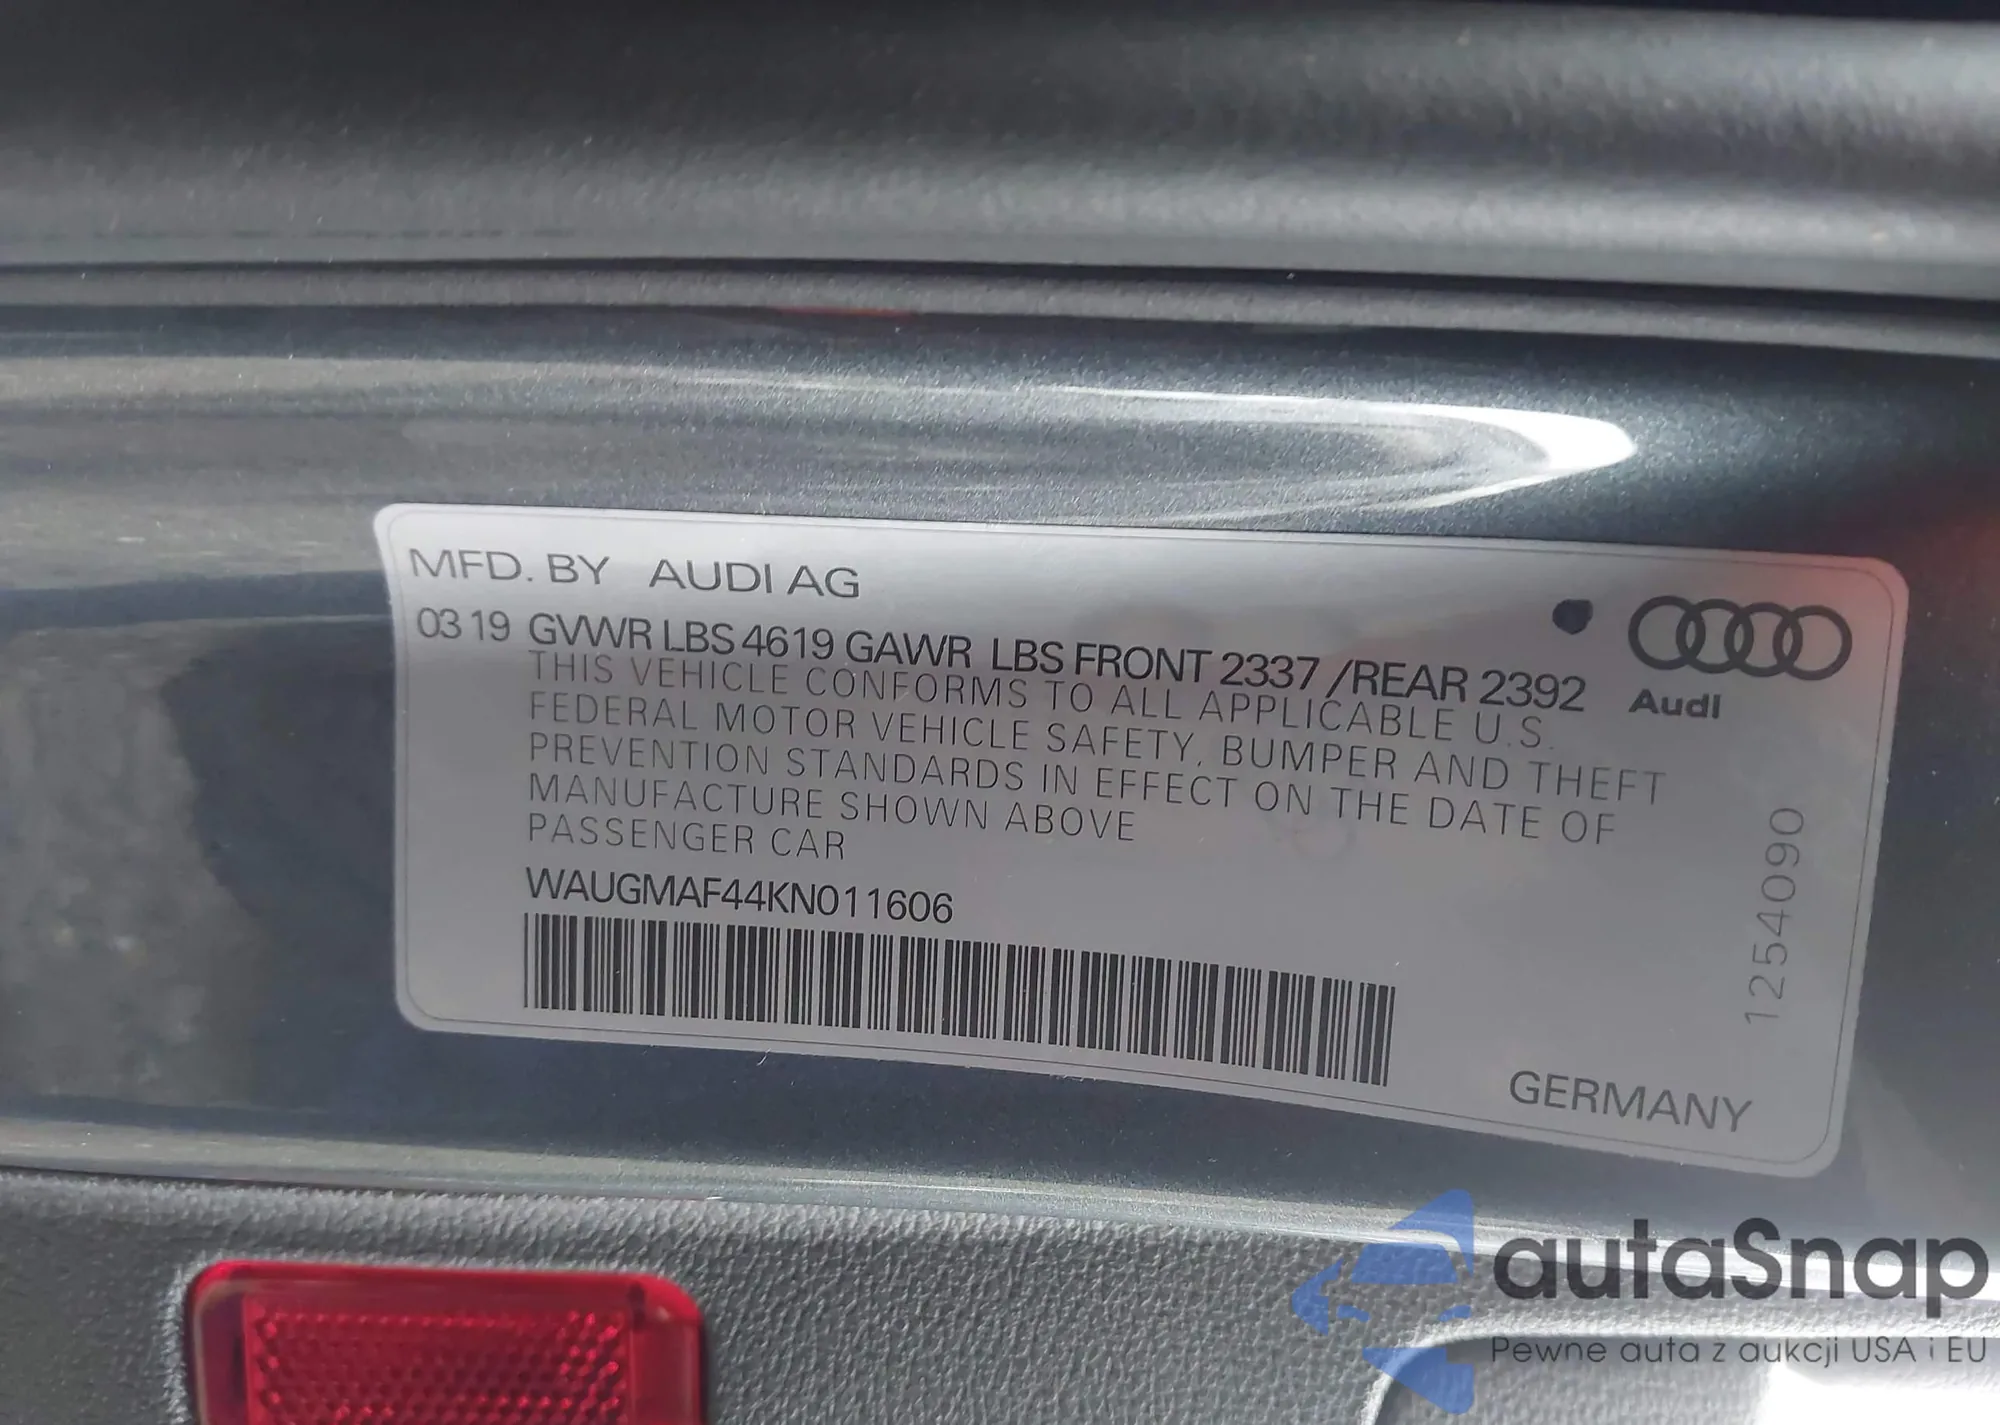 MFD. BY AUDI AG
03 19 GVWR LBS 4619 GAWR LBS FRONT 2337 /REAR 2392
Audi
THIS VEHICLE CONFORMS TO ALL APPLICABLE U.S.
FEDERAL MOTOR VEHICLE SAFETY, BUMPER AND THEFT
PREVENTION STANDARDS IN EFFECT ON THE DATE OF
MANUFACTURE SHOWN ABOVE
PASSENGER CAR
WAUGMAF44KN011606
1254090
GERMANY
autaSnap
Pewne auta z aukcji USA i EU